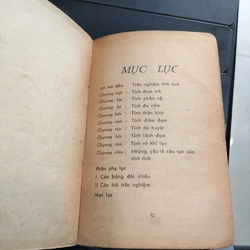 MỤC LỤC
Lời nói đầu : Trắc nghiệm tính tình
Chương một : Tính đam mê
Chương hai : Tính phẫn nộ
Chương ba : Tính đa cảm
Chương bốn : Tính thần kinh
Chương năm : Tính điềm đạm
Chương sáu : Tính đa huyết
Chương bảy : Tính lãnh đạm
Chương tám : Tính vô khí lực
Chương chín : Những yếu tố cấu tạo của
tính tình
Phần phụ lục
I Các bảng đối chiếu
II Câu hỏi trắc nghiệm
Mục lục